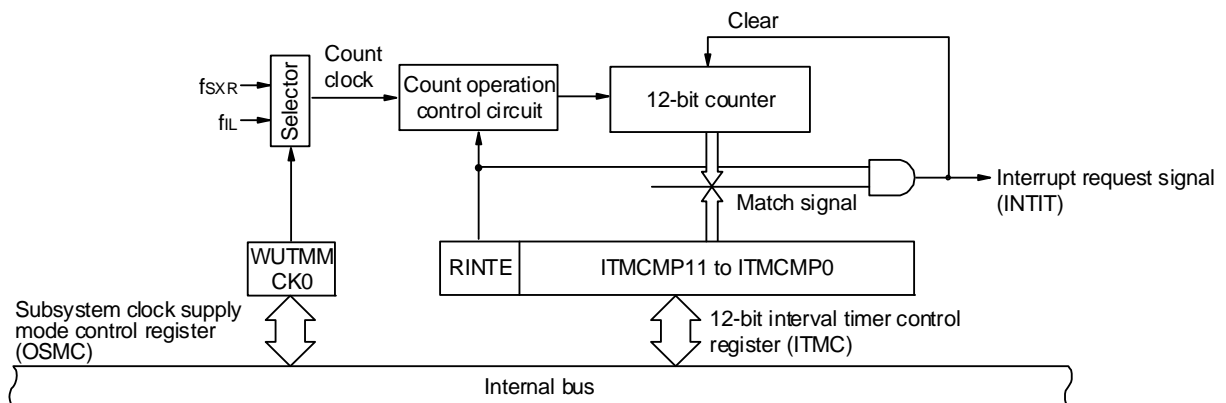 Clear
Count
clock
fSXR
fIL
Selector
Count operation
control circuit
12-bit counter
Match signal
Interrupt request signal
(INTIT)
WUTMM
CK0
RINTE
ITMCMP11 to ITMCMP0
Subsystem clock supply
mode control register
(OSMC)
12-bit interval timer control
register (ITMC)
Internal bus